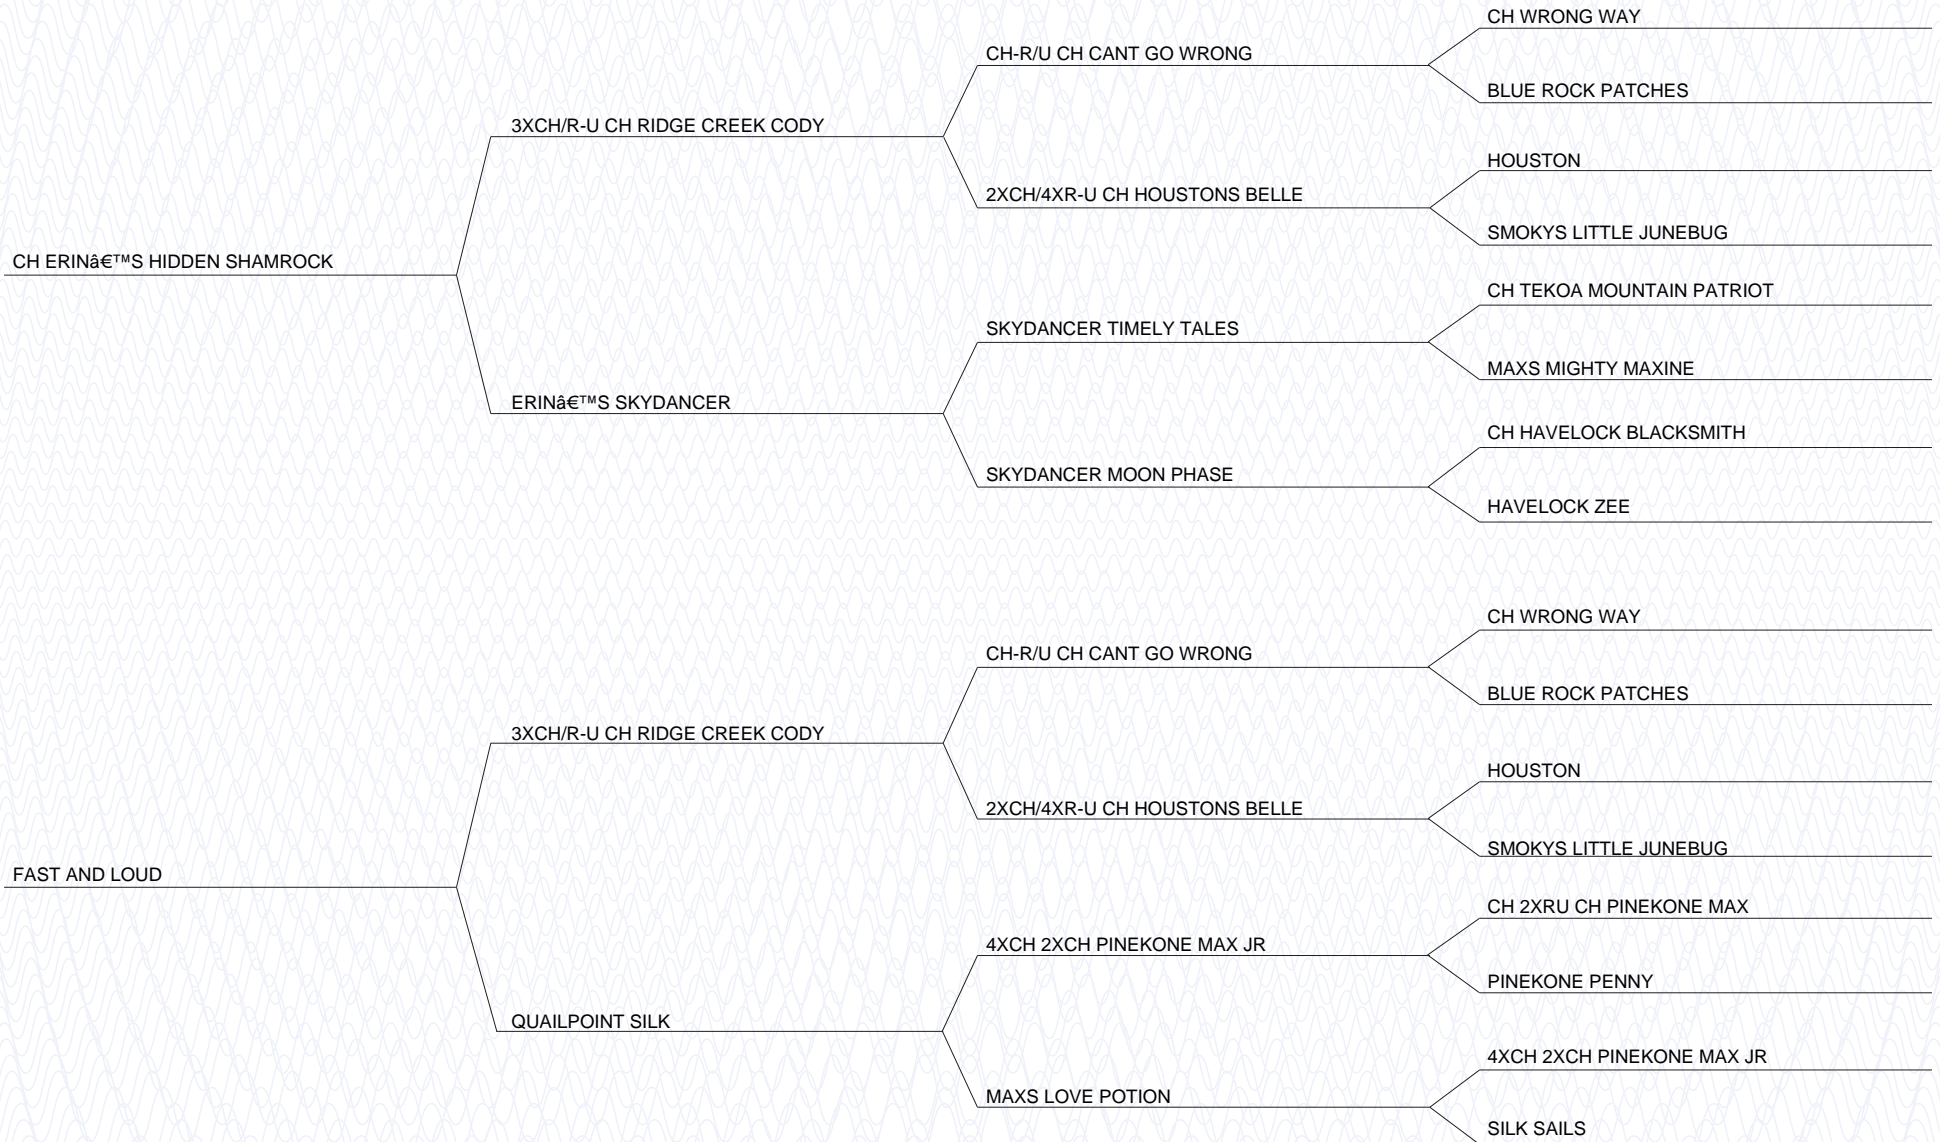 CH WRONG WAY
CH-R/U CH CANT GO WRONG
BLUE ROCK PATCHES
3XCH/R-U CH RIDGE CREEK CODY
HOUSTON
2XCH/4XR-U CH HOUSTONS BELLE
SMOKYS LITTLE JUNEBUG
CH ERIN’S HIDDEN SHAMROCK
CH TEKOA MOUNTAIN PATRIOT
SKYDANCER TIMELY TALES
MAXS MIGHTY MAXINE
ERIN’S SKYDANCER
CH HAVELOCK BLACKSMITH
SKYDANCER MOON PHASE
HAVELOCK ZEE
CH WRONG WAY
CH-R/U CH CANT GO WRONG
BLUE ROCK PATCHES
3XCH/R-U CH RIDGE CREEK CODY
HOUSTON
2XCH/4XR-U CH HOUSTONS BELLE
SMOKYS LITTLE JUNEBUG
FAST AND LOUD
CH 2XRU CH PINEKONE MAX
4XCH 2XCH PINEKONE MAX JR
PINEKONE PENNY
QUAILPOINT SILK
4XCH 2XCH PINEKONE MAX JR
MAXS LOVE POTION
SILK SAILS